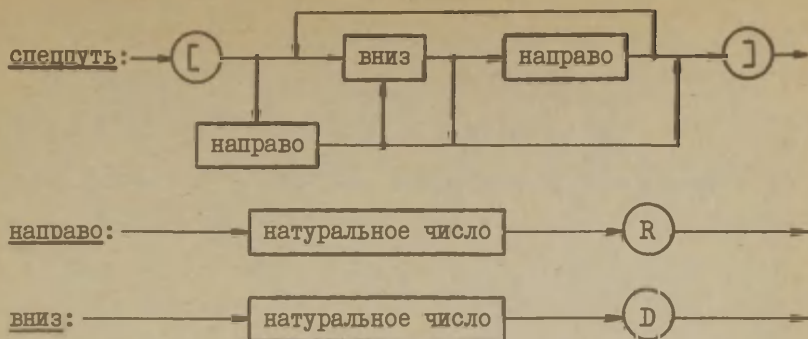 спецпуть: [ вниз направо ]
направо
направо: натуральное число R
вниз: натуральное число D